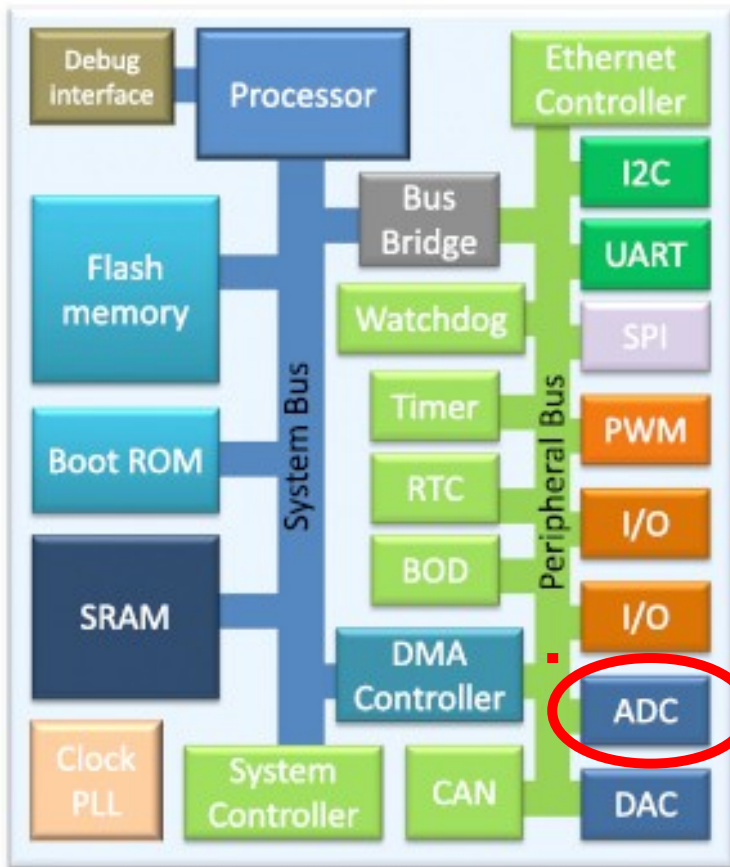 Debug
interface
Processor
Ethernet
Controller
I2C
Bus
Bridge
UART
Flash
memory
Watchdog
SPI
System Bus
Peripheral Bus
Timer
PWM
Boot ROM
RTC
I/O
BOD
SRAM
I/O
DMA
Controller
ADC
Clock
PLL
System
Controller
CAN
DAC